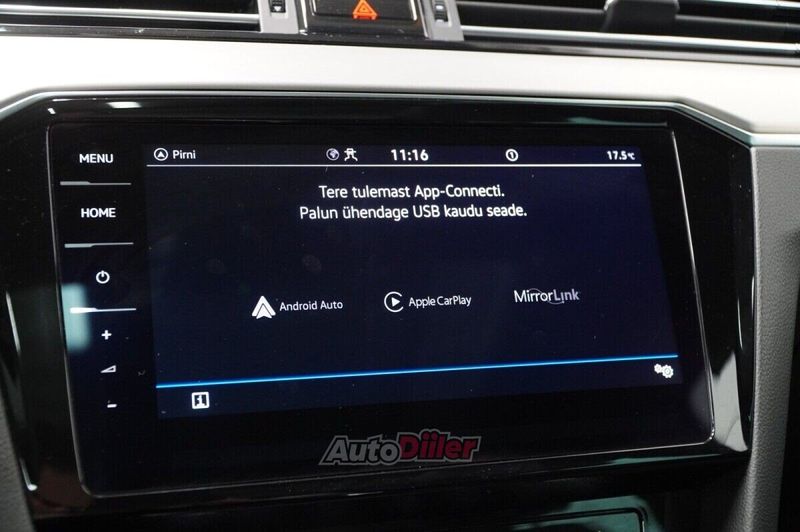 MENU
Pirni
11:16
1
17.5°C
HOME
Tere tulemast App-Connecti.
Palun ühendage USB kaudu seade.
Android Auto
Apple CarPlay
MirrorLink
+
-
i
AutoDiiler